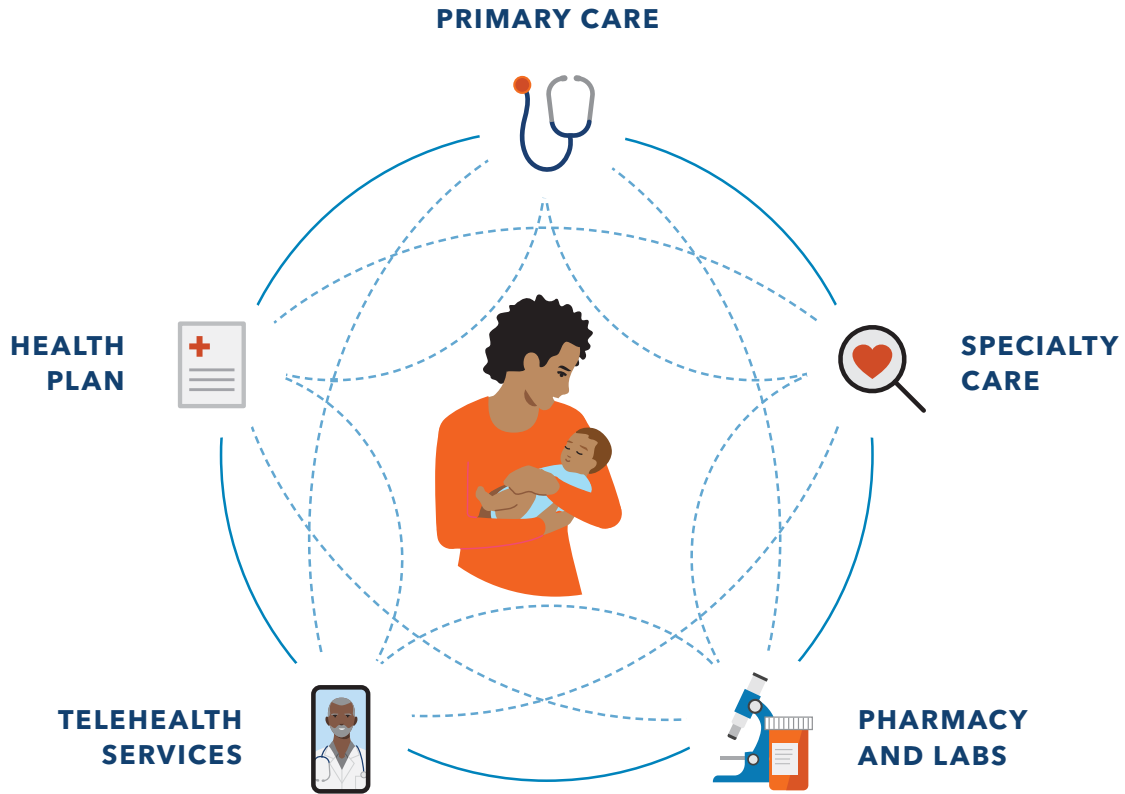 PRIMARY CARE
HEALTH
PLAN
SPECIALTY
CARE
TELEHEALTH
SERVICES
PHARMACY
AND LABS